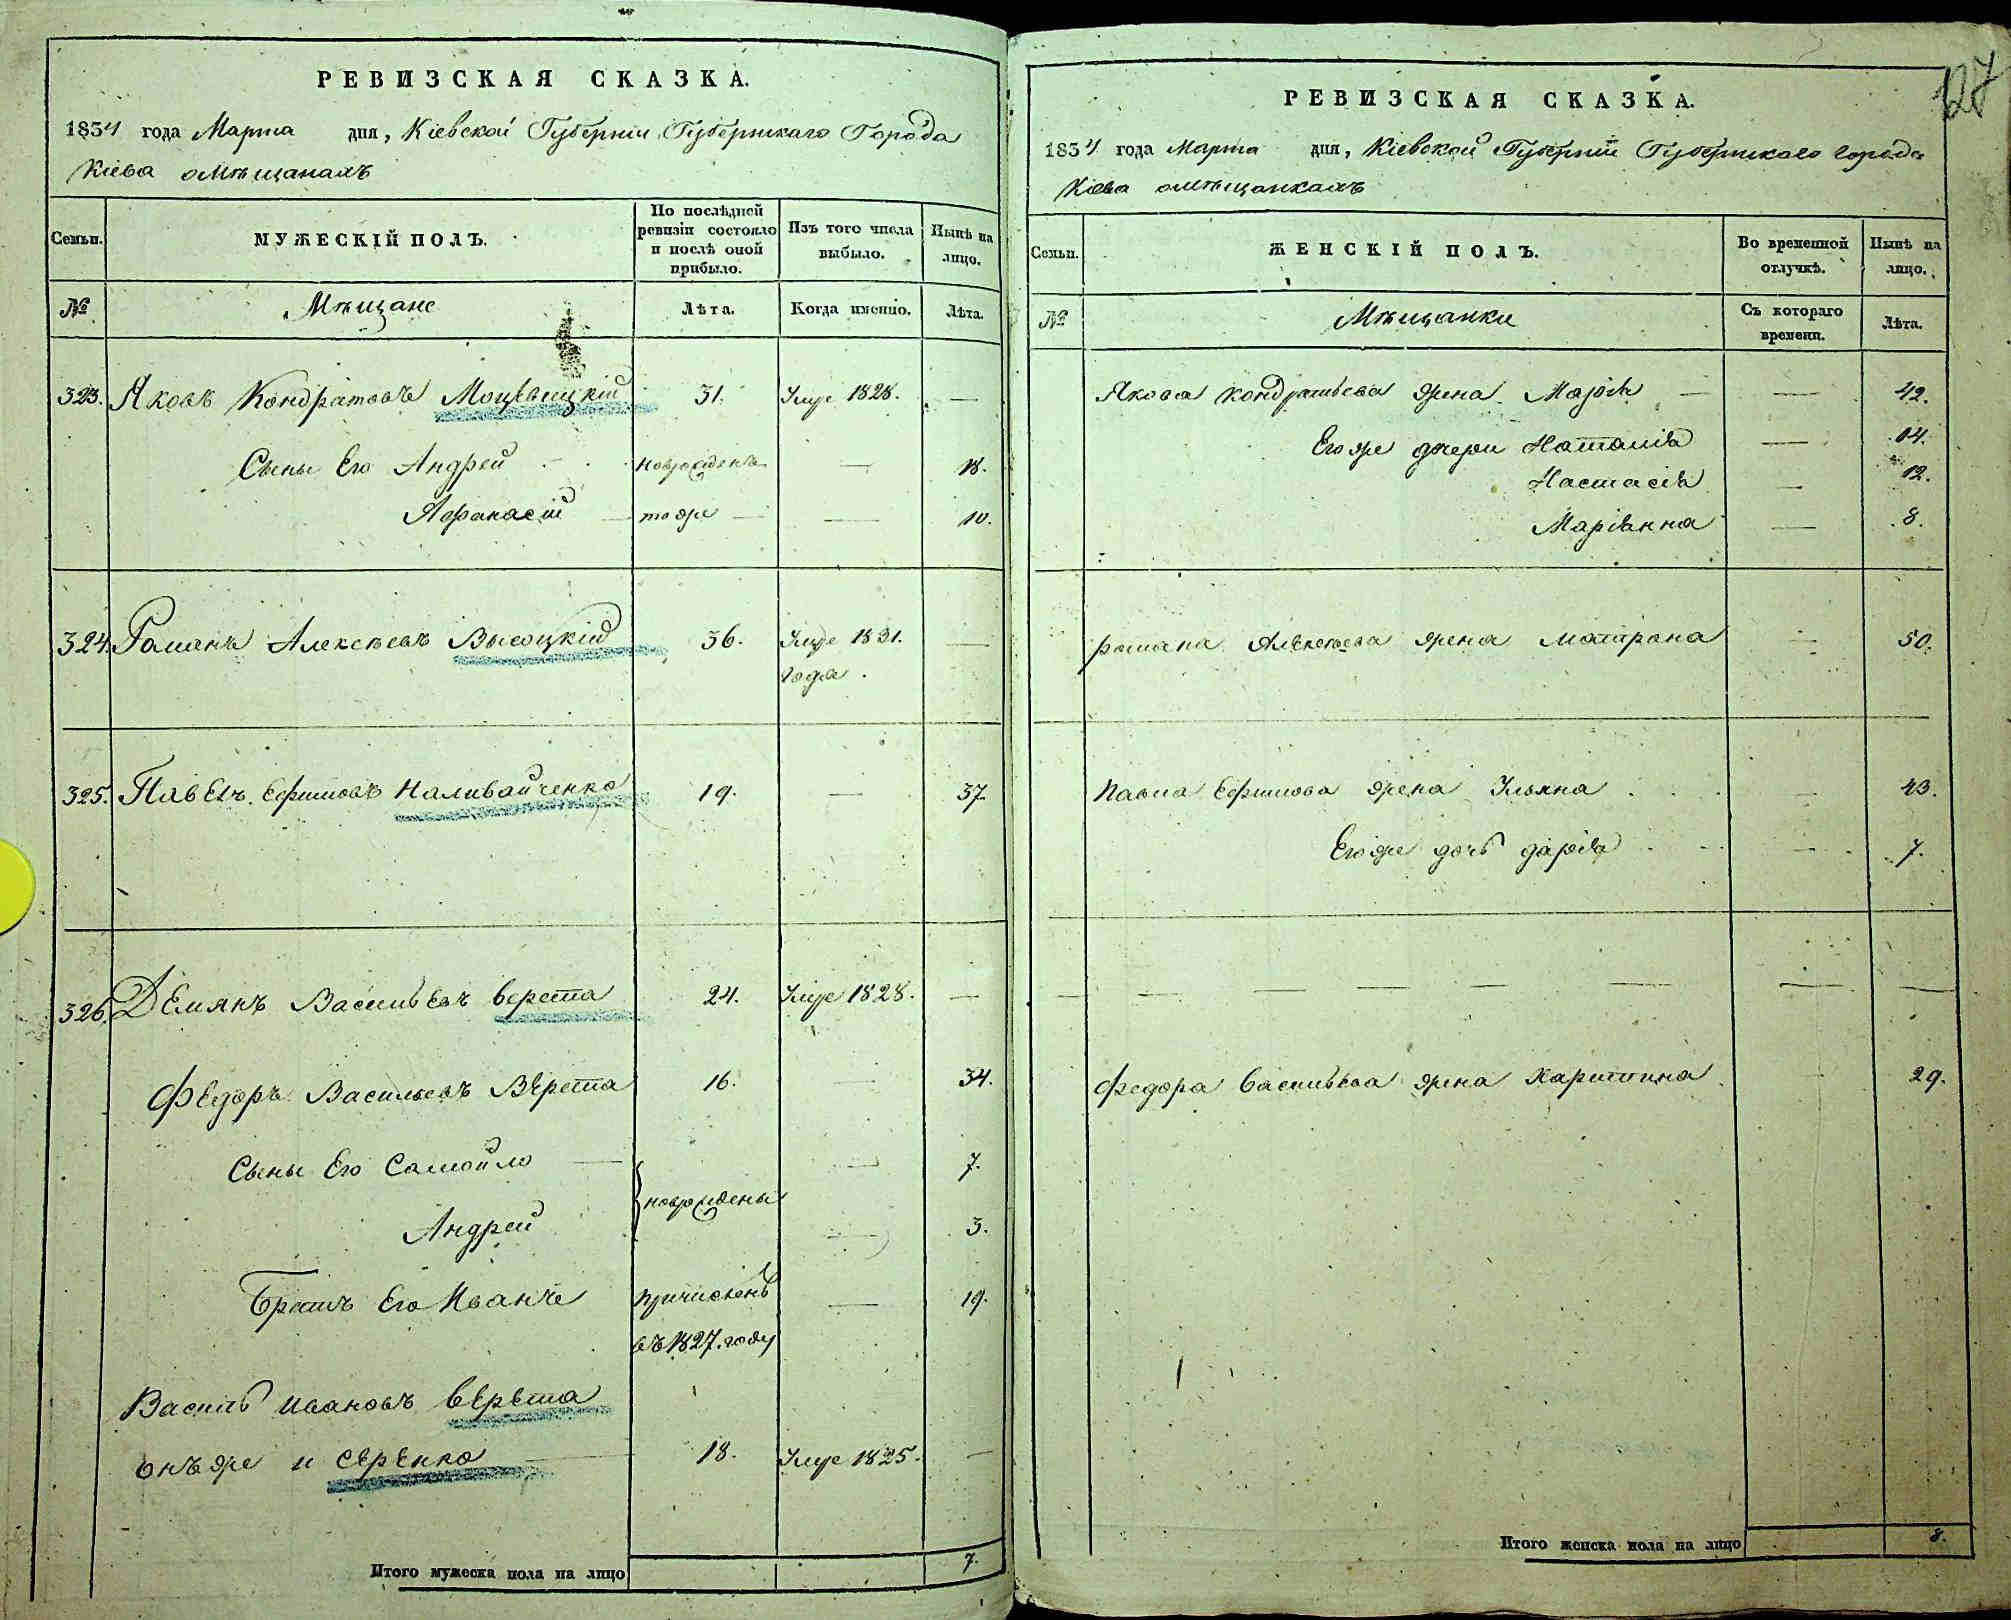 РЕВИЗСКАЯ СКАЗКА.
1834 года Марта дня, Кіевской Губерніи Губернскаго Города
Кіева о Мѣщанахъ
Семьи.
МУЖЕСКІЙ ПОЛЪ.
По послѣдней ревизіи состояло и послѣ оной прибыло.
Изъ того числа выбыло.
Нынѣ на лицо.
№
Мѣщане
Лѣта.
Когда именно.
Лѣта.
323. Яковъ Кондратовъ 31. Умре 1828. —
Сыны Его Андрей новрожденъ — 18.
Афанасій — тоже — — 10.
324. Романъ Алексѣевъ Высоцкій 36. Умре 1831. —
года.
325. Павелъ Ефимовъ Наливайченко 19. — 37
326. Демянъ Васильевъ Верета 24. Умре 1828. —
Федоръ Васильевъ Верета 16. — 34.
Сыны Его Самойло — — 7.
новрождены
Андрей — 3.
Братъ Его Иванъ причисленъ — 19.
въ 1827. году
Василь Ивановъ Верета
онъ же и Серенко — 18. Умре 1825. —
Итого мужеска пола на лицо 7.
127
РЕВИЗСКАЯ СКАЗКА.
1834 года Марта дня, Кіевской Губерніи Губернскаго Города
Кіева о мѣщанкахъ
Семьи.
ЖЕНСКІЙ ПОЛЪ.
Во временной отлучкѣ.
Нынѣ на лицо.
№
Мѣщанки
Съ котораго времени.
Лѣта.
Якова Кондратьева жена Марія — — 42.
Его же дчери Наталія — 14.
Настасія — 12.
Маріанна — 8.
Романа Алексѣева жена Матрона — 50.
Павла Ефимова жена Ульяна — 43.
Его же дочь Дарія — 7.
— — — — — — — —
Федора Васильева жена Харитина 29.
Итого женска пола на лицо 8.